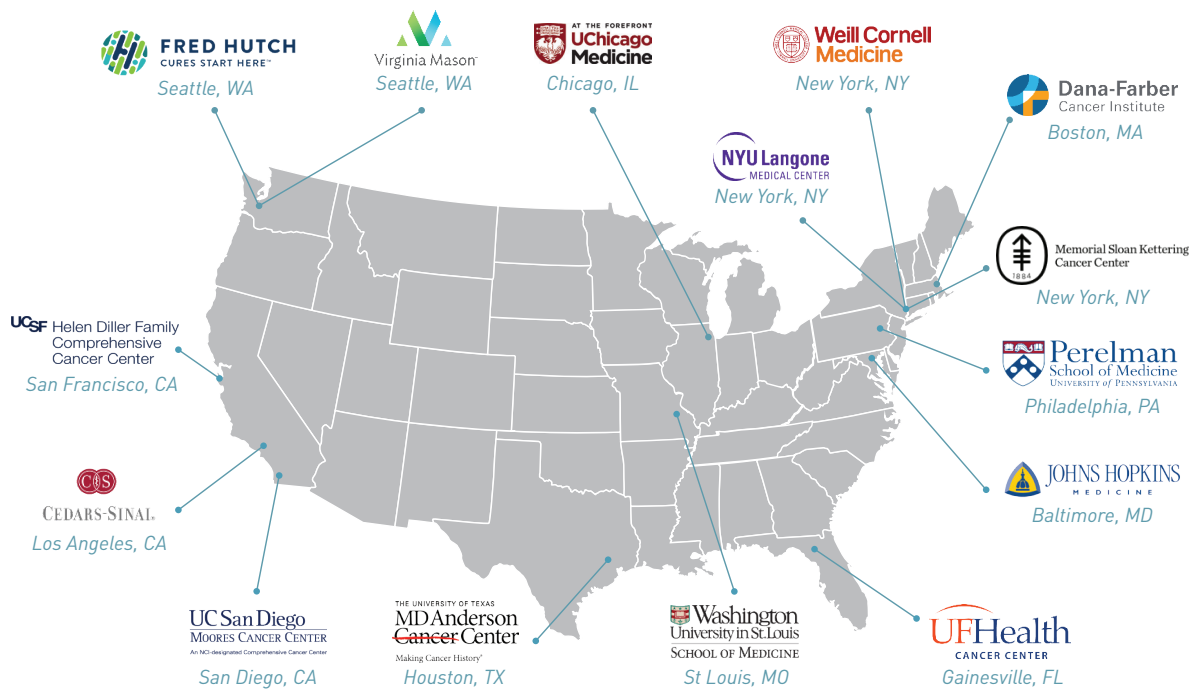 FRED HUTCH
CURES START HERE™
Seattle, WA
Virginia Mason™
Seattle, WA
AT THE FOREFRONT
UChicago
Medicine
Chicago, IL
Weill Cornell
Medicine
New York, NY
Dana-Farber
Cancer Institute
Boston, MA
NYU Langone
MEDICAL CENTER
New York, NY
1884
Memorial Sloan Kettering
Cancer Center
New York, NY
UCSF Helen Diller Family
Comprehensive
Cancer Center
San Francisco, CA
Perelman
School of Medicine
UNIVERSITY of PENNSYLVANIA
Philadelphia, PA
CS
CEDARS-SINAI.
Los Angeles, CA
JOHNS HOPKINS
MEDICINE
Baltimore, MD
UC San Diego
MOORES CANCER CENTER
An NCI-designated Comprehensive Cancer Center
San Diego, CA
THE UNIVERSITY OF TEXAS
MD Anderson
Cancer Center
Making Cancer History®
Houston, TX
Washington
University in St. Louis
SCHOOL OF MEDICINE
St Louis, MO
UFHealth
CANCER CENTER
Gainesville, FL